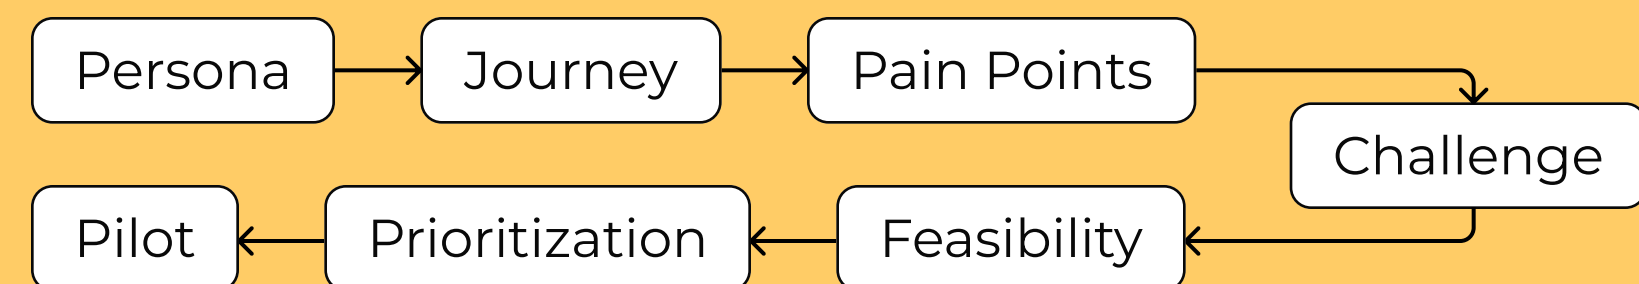 Persona
Journey
Pain Points
Challenge
Feasibility
Prioritization
Pilot